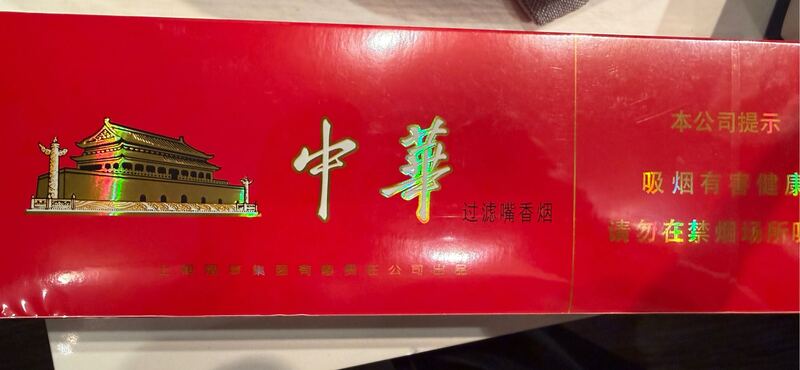 中華
过滤嘴香烟
上海烟草集团有限责任公司出品
本公司提示
吸烟有害健康
请勿在禁烟场所吸